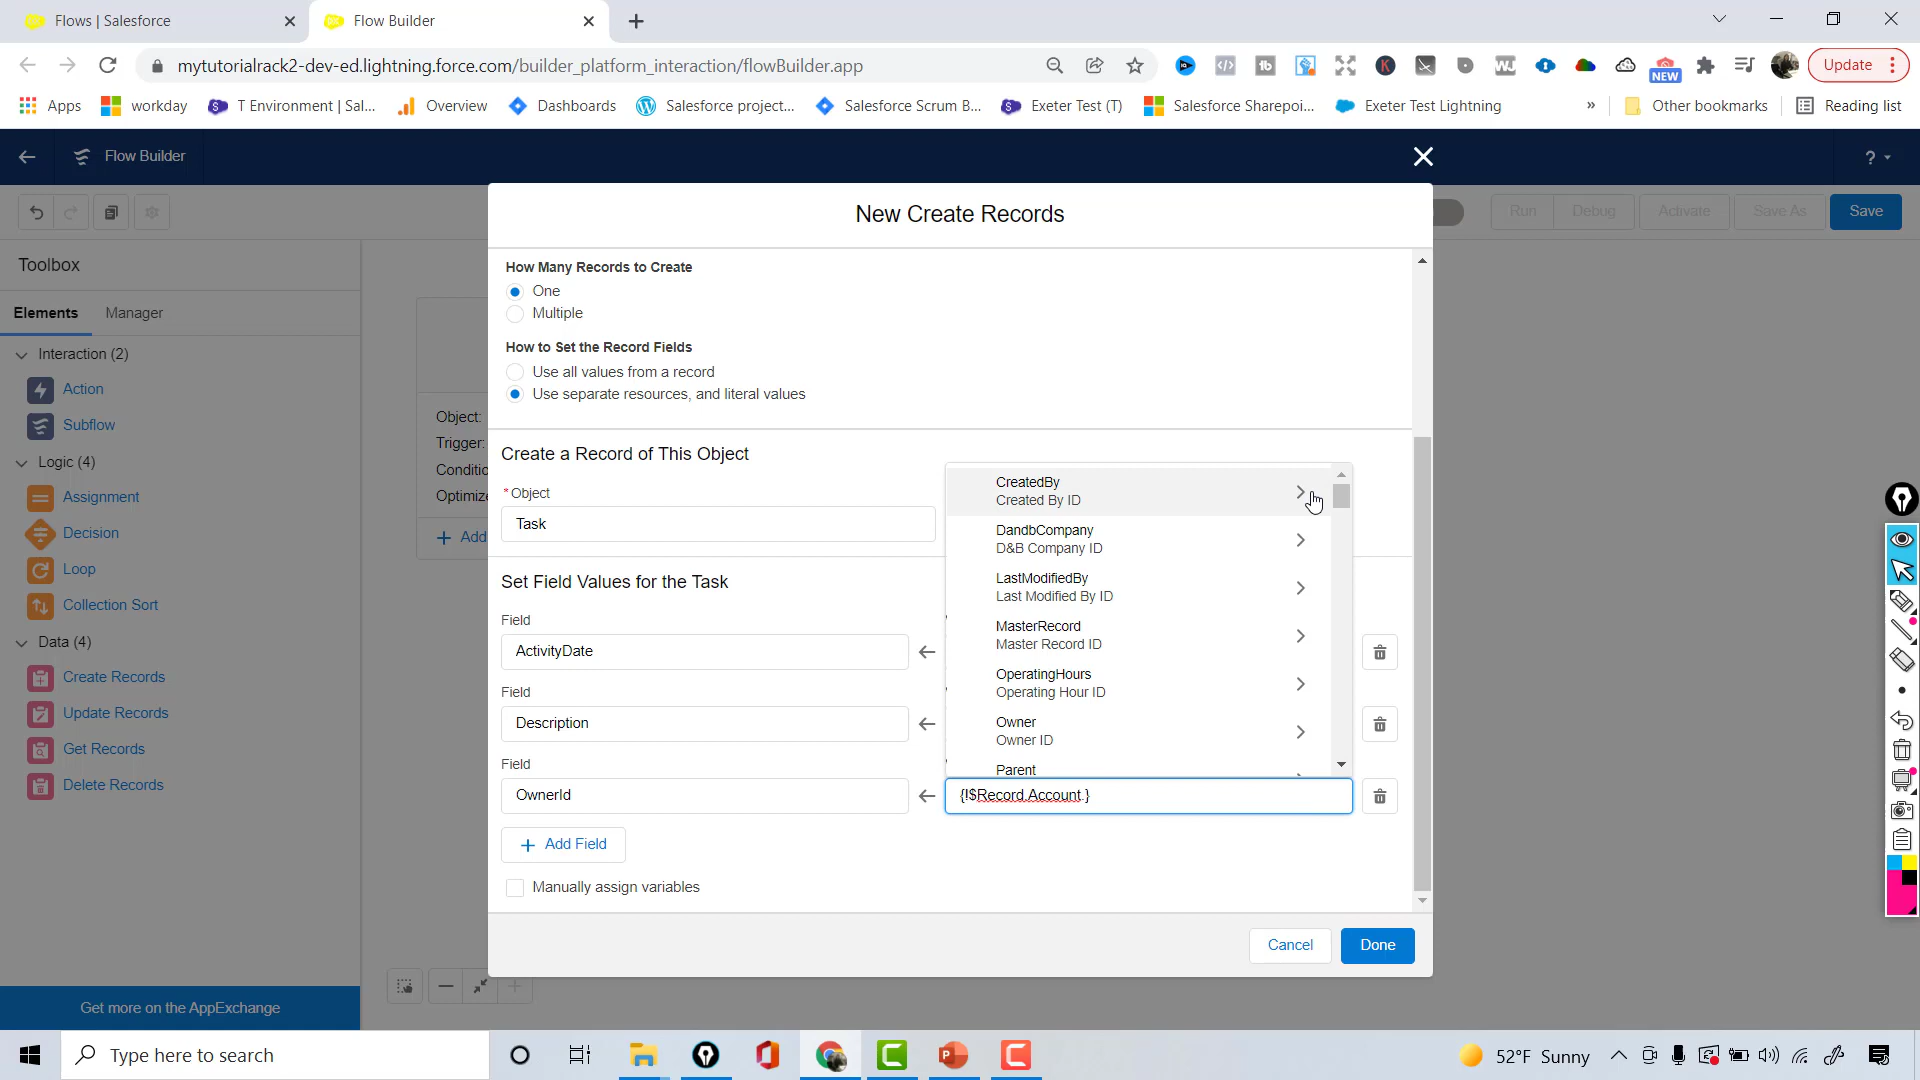 Flows | Salesforce
Flow Builder
mytutorialrack2-dev-ed.lightning.force.com/builder_platform_interaction/flowBuilder.app
NEW
Update
Apps
workday
T Environment | Sal...
Overview
Dashboards
Salesforce project...
Salesforce Scrum B...
Exeter Test (T)
Salesforce Sharepoi...
Exeter Test Lightning
»
Other bookmarks
Reading list
Flow Builder
?
Run
Debug
Activate
Save As
Save
Toolbox
Elements
Manager
Interaction (2)
Action
Subflow
Logic (4)
Assignment
Decision
Loop
Collection Sort
Data (4)
Create Records
Update Records
Get Records
Delete Records
Get more on the AppExchange
Object:
Trigger:
Conditio
Optimize
Add
New Create Records
How Many Records to Create
One
Multiple
How to Set the Record Fields
Use all values from a record
Use separate resources, and literal values
Create a Record of This Object
* Object
Task
Set Field Values for the Task
Field
ActivityDate
Field
Description
Field
OwnerId
{!$Record.Account.}
CreatedBy
Created By ID
DandbCompany
D&B Company ID
LastModifiedBy
Last Modified By ID
MasterRecord
Master Record ID
OperatingHours
Operating Hour ID
Owner
Owner ID
Parent
+ Add Field
Manually assign variables
Cancel
Done
Type here to search
52°F Sunny